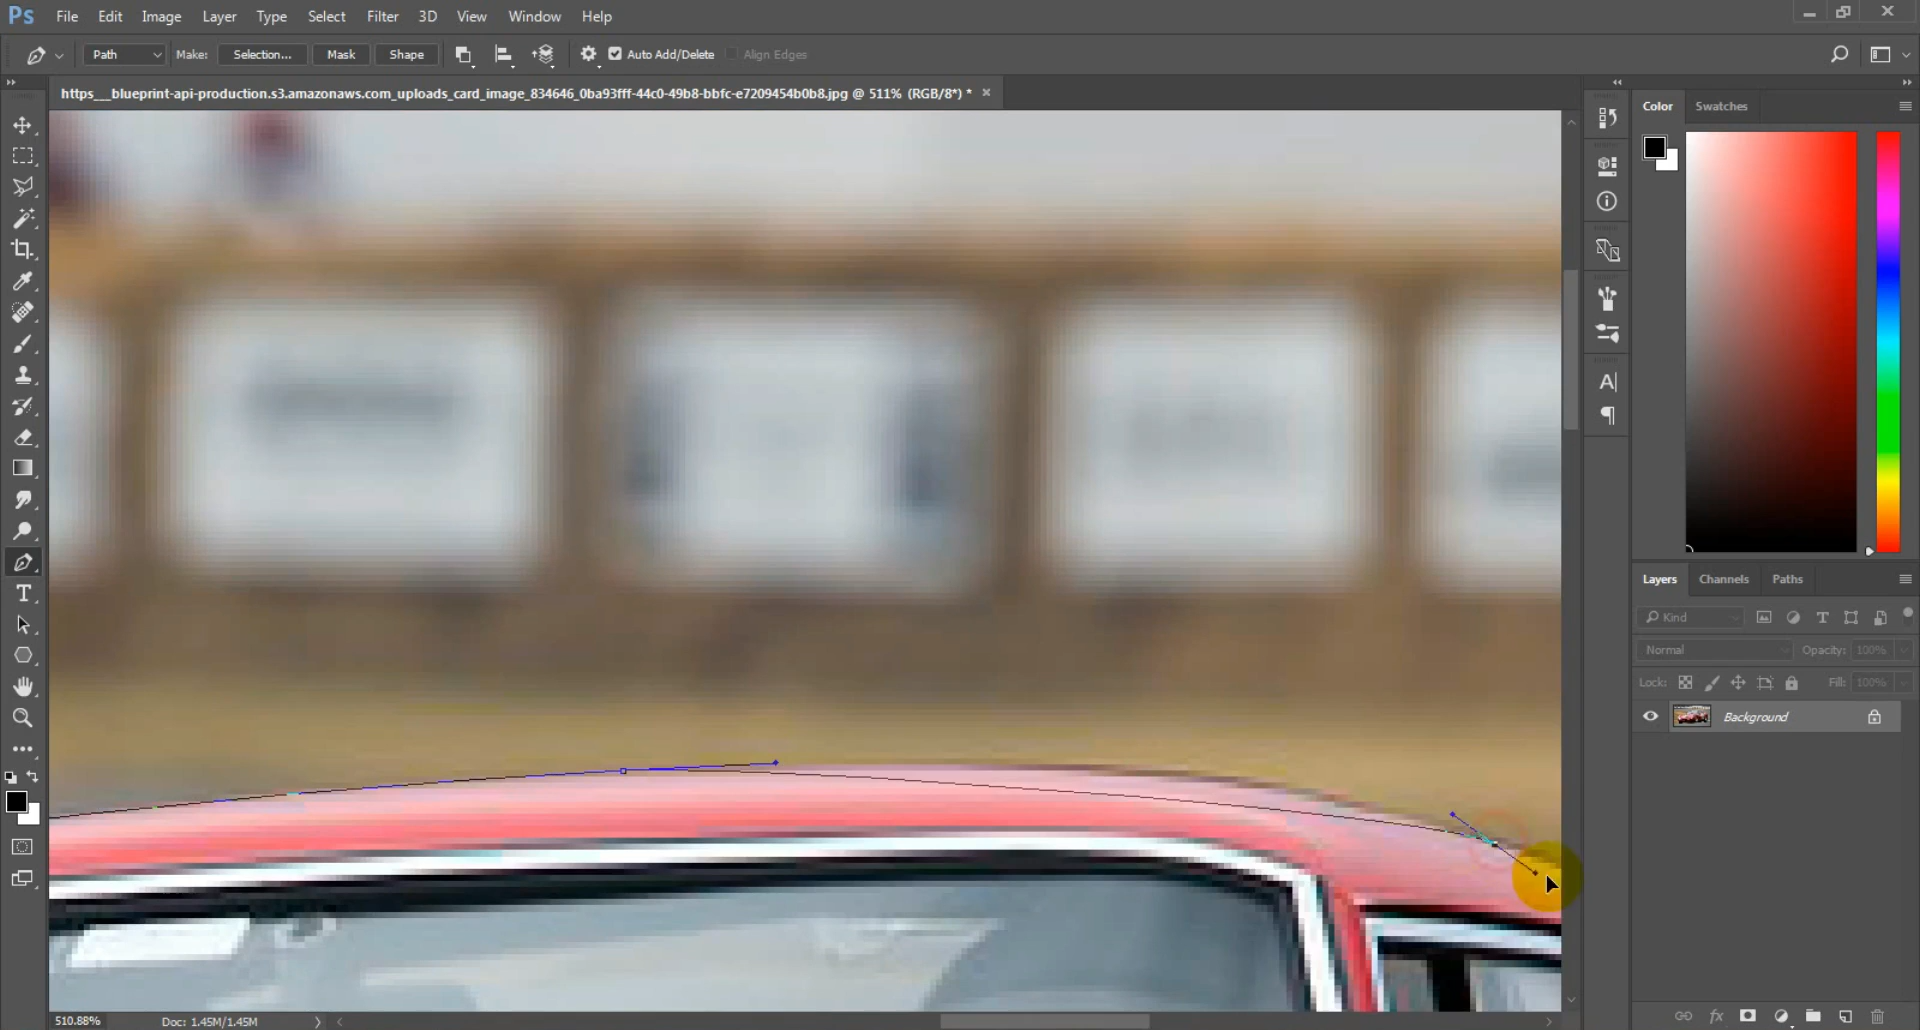 Ps File Edit Image Layer Type Select Filter 3D View Window Help
Path Make: Selection... Mask Shape Auto Add/Delete Align Edges
https___blueprint-api-production.s3.amazonaws.com_uploads_card_image_834646_0ba93fff-44c0-49b8-bbfc-e7209454b0b8.jpg @ 511% (RGB/8*) *
Color Swatches
Layers Channels Paths
Kind
Normal Opacity: 100%
Lock: Fill: 100%
Background
510.88% Doc: 1.45M/1.45M